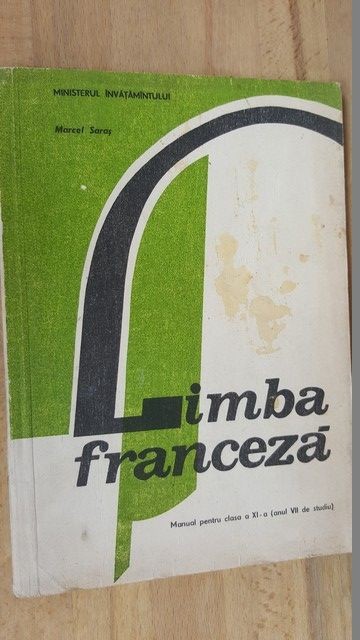 MINISTERUL ÎNVĂȚĂMÎNTULUI
Marcel Saraș
Limba
franceză
Manual pentru clasa a XI-a (anul VII de studiu)